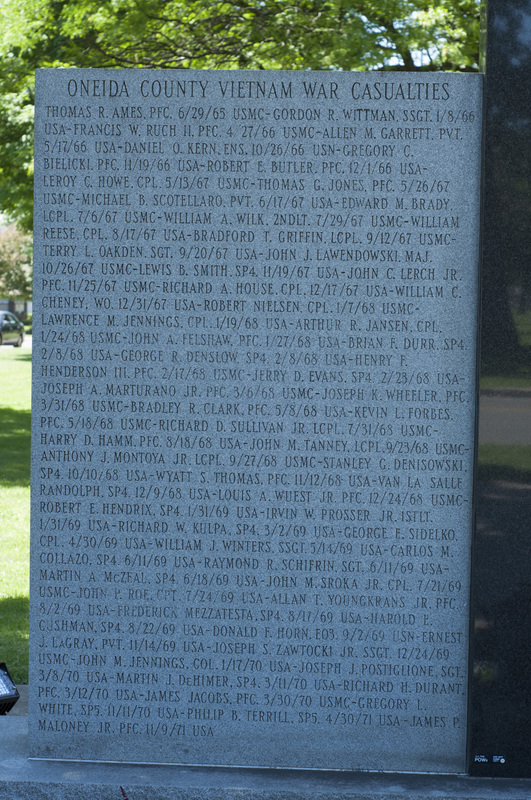 ONEIDA COUNTY VIETNAM WAR CASUALTIES
THOMAS R. AMES, PFC. 6/29/65 USMC-GORDON R. WITTMAN, SSGT. 1/8/66
USA-FRANCIS W. RUCH II, PFC. 4/27/66 USMC-ALLEN M. GARRETT, PVT.
5/17/66 USA-DANIEL O. KERN, ENS. 10/26/66 USN-GREGORY C.
BIELICKI, PFC. 11/19/66 USA-ROBERT E. BUTLER, PFC. 12/1/66 USA-
LEROY C. HOWE, CPL. 5/13/67 USMC-THOMAS G. JONES, PFC. 5/26/67
USMC-MICHAEL B. SCOTELLARO, PVT. 6/17/67 USA-EDWARD M. BRADY,
LCPL. 7/6/67 USMC-WILLIAM A. WILK, 2NDLT. 7/29/67 USMC-WILLIAM
REESE, CPL. 8/17/67 USA-BRADFORD T. GRIFFIN, LCPL. 9/12/67 USMC-
TERRY L. OAKDEN, SGT. 9/20/67 USA-JOHN J. LAWENDOWSKI, MAJ.
10/26/67 USMC-LEWIS B. SMITH, SP4. 11/19/67 USA-JOHN C. LERCH JR.
PFC. 11/25/67 USMC-RICHARD A. HOUSE, CPL. 12/17/67 USA-WILLIAM C.
CHENEY, WO. 12/31/67 USA-ROBERT NIELSEN, CPL. 1/7/68 USMC-
LAWRENCE M. JENNINGS, CPL. 1/19/68 USA-ARTHUR R. JANSEN, CPL.
1/24/68 USMC-JOHN A. FELSHAW, PFC. 1/27/68 USA-BRIAN F. DURR, SP4.
2/8/68 USA-GEORGE R. DENSLOW, SP4. 2/8/68 USA-HENRY F.
HENDERSON III, PFC. 2/17/68 USMC-JERRY D. EVANS, SP4. 2/23/68 USA-
JOSEPH A. MARTURANO JR. PFC. 3/6/68 USMC-JOSEPH K. WHEELER, PFC.
3/31/68 USMC-BRADLEY R. CLARK, PFC. 5/8/68 USA-KEVIN L. FORBES,
PFC. 5/18/68 USMC-RICHARD D. SULLIVAN JR. LCPL. 7/31/68 USMC-
HARRY D. HAMM, PFC. 8/18/68 USA-JOHN M. TANNEY, LCPL. 9/23/68 USMC-
ANTHONY J. MONTOYA JR. LCPL. 9/27/68 USMC-STANLEY G. DENISOWSKI,
SP4. 10/10/68 USA-WYATT S. THOMAS, PFC. 11/12/68 USA-VAN LA SALLE
RANDOLPH, SP4. 12/9/68 USA-LOUIS A. WUEST JR. PFC. 12/24/68 USMC-
ROBERT E. HENDRIX, SP4. 1/31/69 USA-IRVIN W. PROSSER JR. 1STLT.
1/31/69 USA-RICHARD W. KULPA, SP4. 3/2/69 USA-GEORGE E. SIDELKO,
CPL. 4/30/69 USA-WILLIAM J. WINTERS, SSGT. 5/14/69 USA-CARLOS M.
COLLAZO, SP4. 6/11/69 USA-RAYMOND R. SCHIFRIN, SGT. 6/11/69 USA-
MARTIN A. McZEAL, SP4. 6/18/69 USA-JOHN M. SROKA JR. CPL. 7/21/69
USMC-JOHN P. ROE, CPT. 7/24/69 USA-ALLAN T. YOUNGKRANS JR. PFC.
8/2/69 USA-FREDERICK MEZZATESTA, SP4. 8/17/69 USA-HAROLD E.
CUSHMAN, SP4. 8/22/69 USA-DONALD F. HORN, EO3. 9/2/69 USN-ERNEST
J. LaGRAY, PVT. 11/14/69 USA-JOSEPH S. ZAWTOCKI JR. SSGT. 12/24/69
USMC-JOHN M. JENNINGS, COL. 1/17/70 USA-JOSEPH J. POSTIGLIONE, SGT.
3/8/70 USA-MARTIN J. DeHIMER, SP4. 3/11/70 USA-RICHARD H. DURANT,
PFC. 3/12/70 USA-JAMES JACOBS, PFC. 3/30/70 USMC-GREGORY L.
WHITE, SP5. 11/11/70 USA-PHILIP B. TERRILL, SP5. 4/30/71 USA-JAMES P.
MALONEY JR. PFC. 11/9/71 USA
POWs